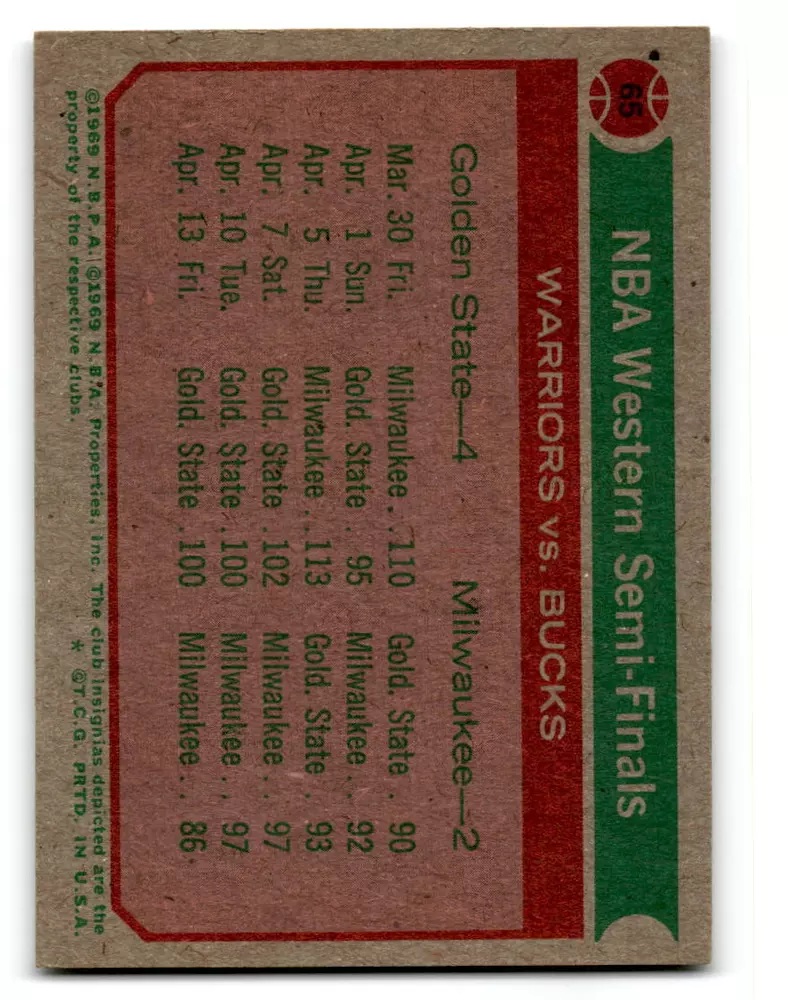 65
NBA Western Semi-Finals
WARRIORS vs. BUCKS
Golden State—4 Milwaukee—2
Mar. 30 Fri. Milwaukee . . 110 Gold. State . 90
Apr. 1 Sun. Gold. State . 95 Milwaukee . . 92
Apr. 5 Thu. Milwaukee . . 113 Gold. State . 93
Apr. 7 Sat. Gold. State . 102 Milwaukee . . 97
Apr. 10 Tue. Gold. State . 100 Milwaukee . . 97
Apr. 13 Fri. Gold. State . 100 Milwaukee . . 86
©1969 N.B.P.A. ©1969 N.B.A. Properties, Inc. The club insignias depicted are the
property of the respective clubs. * ©T.C.G. PRTD. IN U.S.A.